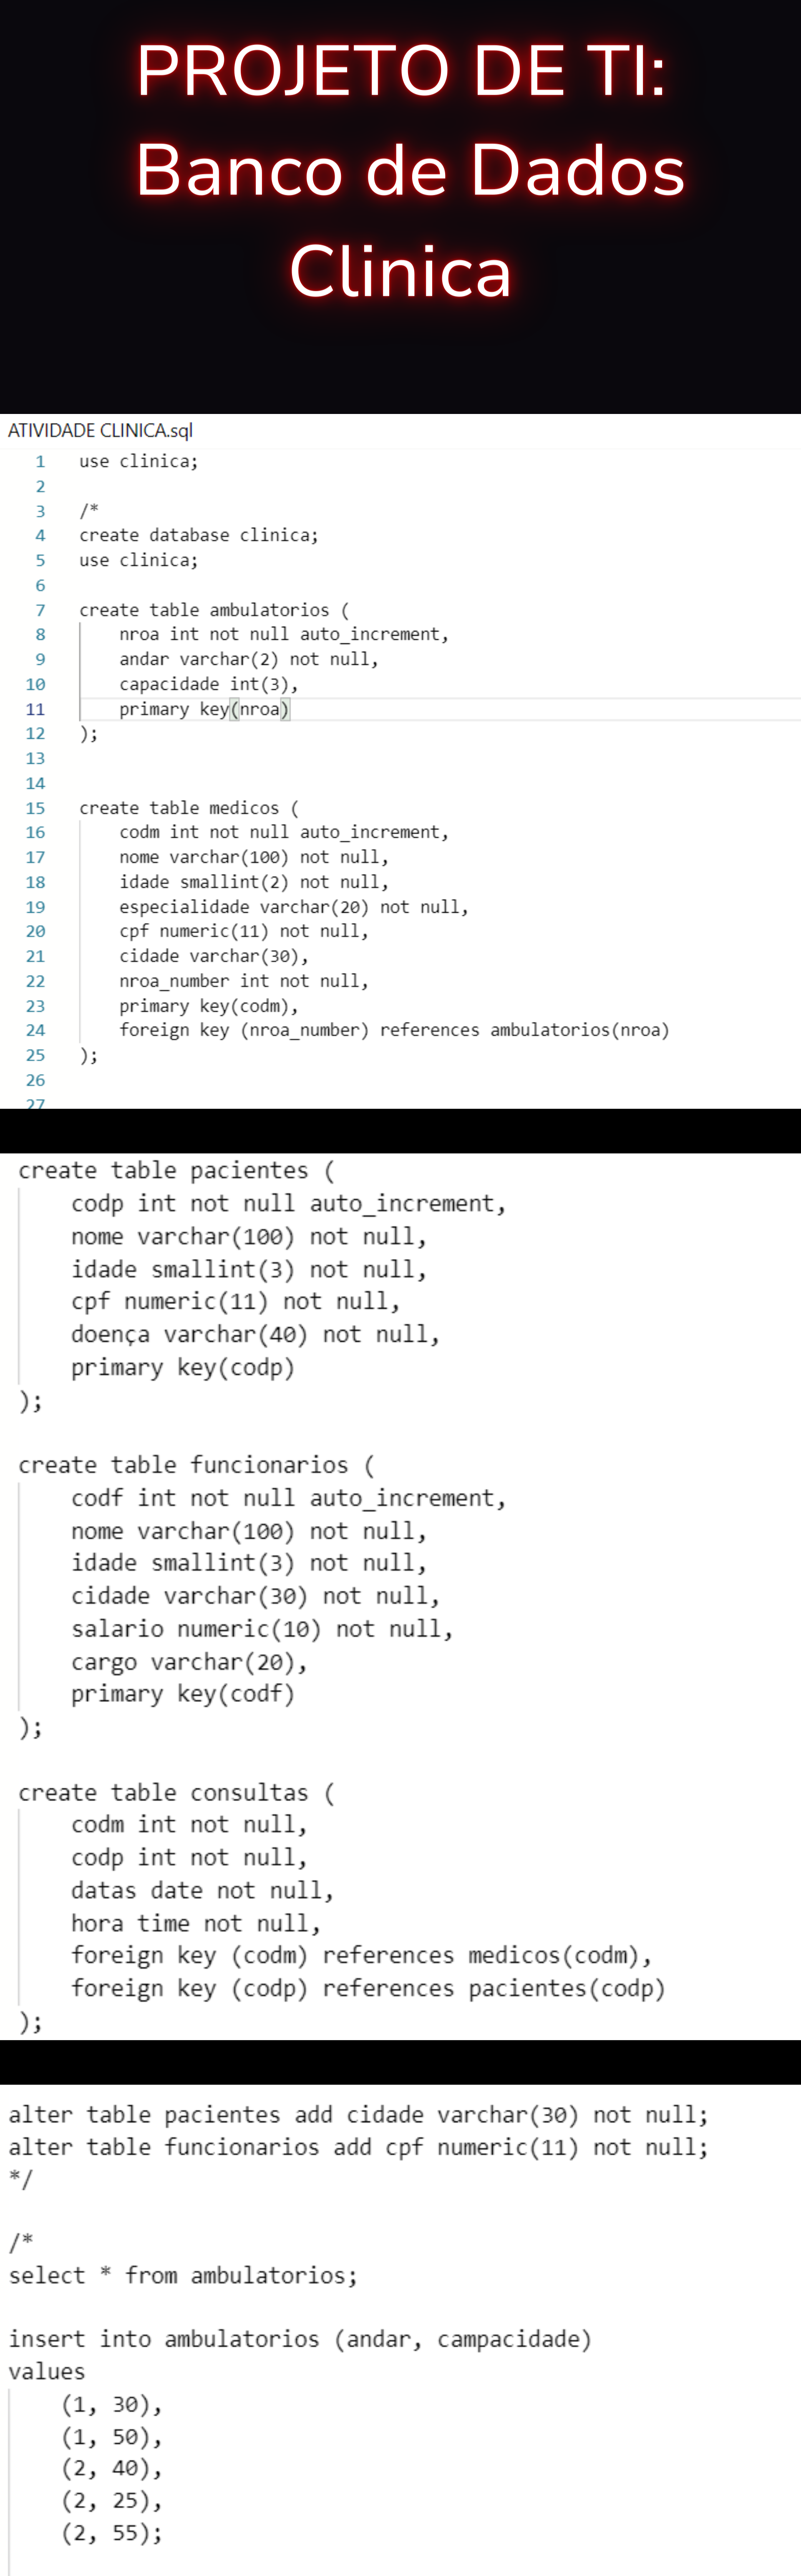 PROJETO DE TI:
Banco de Dados
Clinica
ATIVIDADE CLINICA.sql
1 use clinica;
2
3 /*
4 create database clinica;
5 use clinica;
6
7 create table ambulatorios (
8 nroa int not null auto_increment,
9 andar varchar(2) not null,
10 capacidade int(3),
11 primary key(nroa)
12 );
13
14
15 create table medicos (
16 codm int not null auto_increment,
17 nome varchar(100) not null,
18 idade smallint(2) not null,
19 especialidade varchar(20) not null,
20 cpf numeric(11) not null,
21 cidade varchar(30),
22 nroa_number int not null,
23 primary key(codm),
24 foreign key (nroa_number) references ambulatorios(nroa)
25 );
26
27
create table pacientes (
codp int not null auto_increment,
nome varchar(100) not null,
idade smallint(3) not null,
cpf numeric(11) not null,
doença varchar(40) not null,
primary key(codp)
);
create table funcionarios (
codf int not null auto_increment,
nome varchar(100) not null,
idade smallint(3) not null,
cidade varchar(30) not null,
salario numeric(10) not null,
cargo varchar(20),
primary key(codf)
);
create table consultas (
codm int not null,
codp int not null,
datas date not null,
hora time not null,
foreign key (codm) references medicos(codm),
foreign key (codp) references pacientes(codp)
);
alter table pacientes add cidade varchar(30) not null;
alter table funcionarios add cpf numeric(11) not null;
*/
/*
select * from ambulatorios;
insert into ambulatorios (andar, campacidade)
values
(1, 30),
(1, 50),
(2, 40),
(2, 25),
(2, 55);